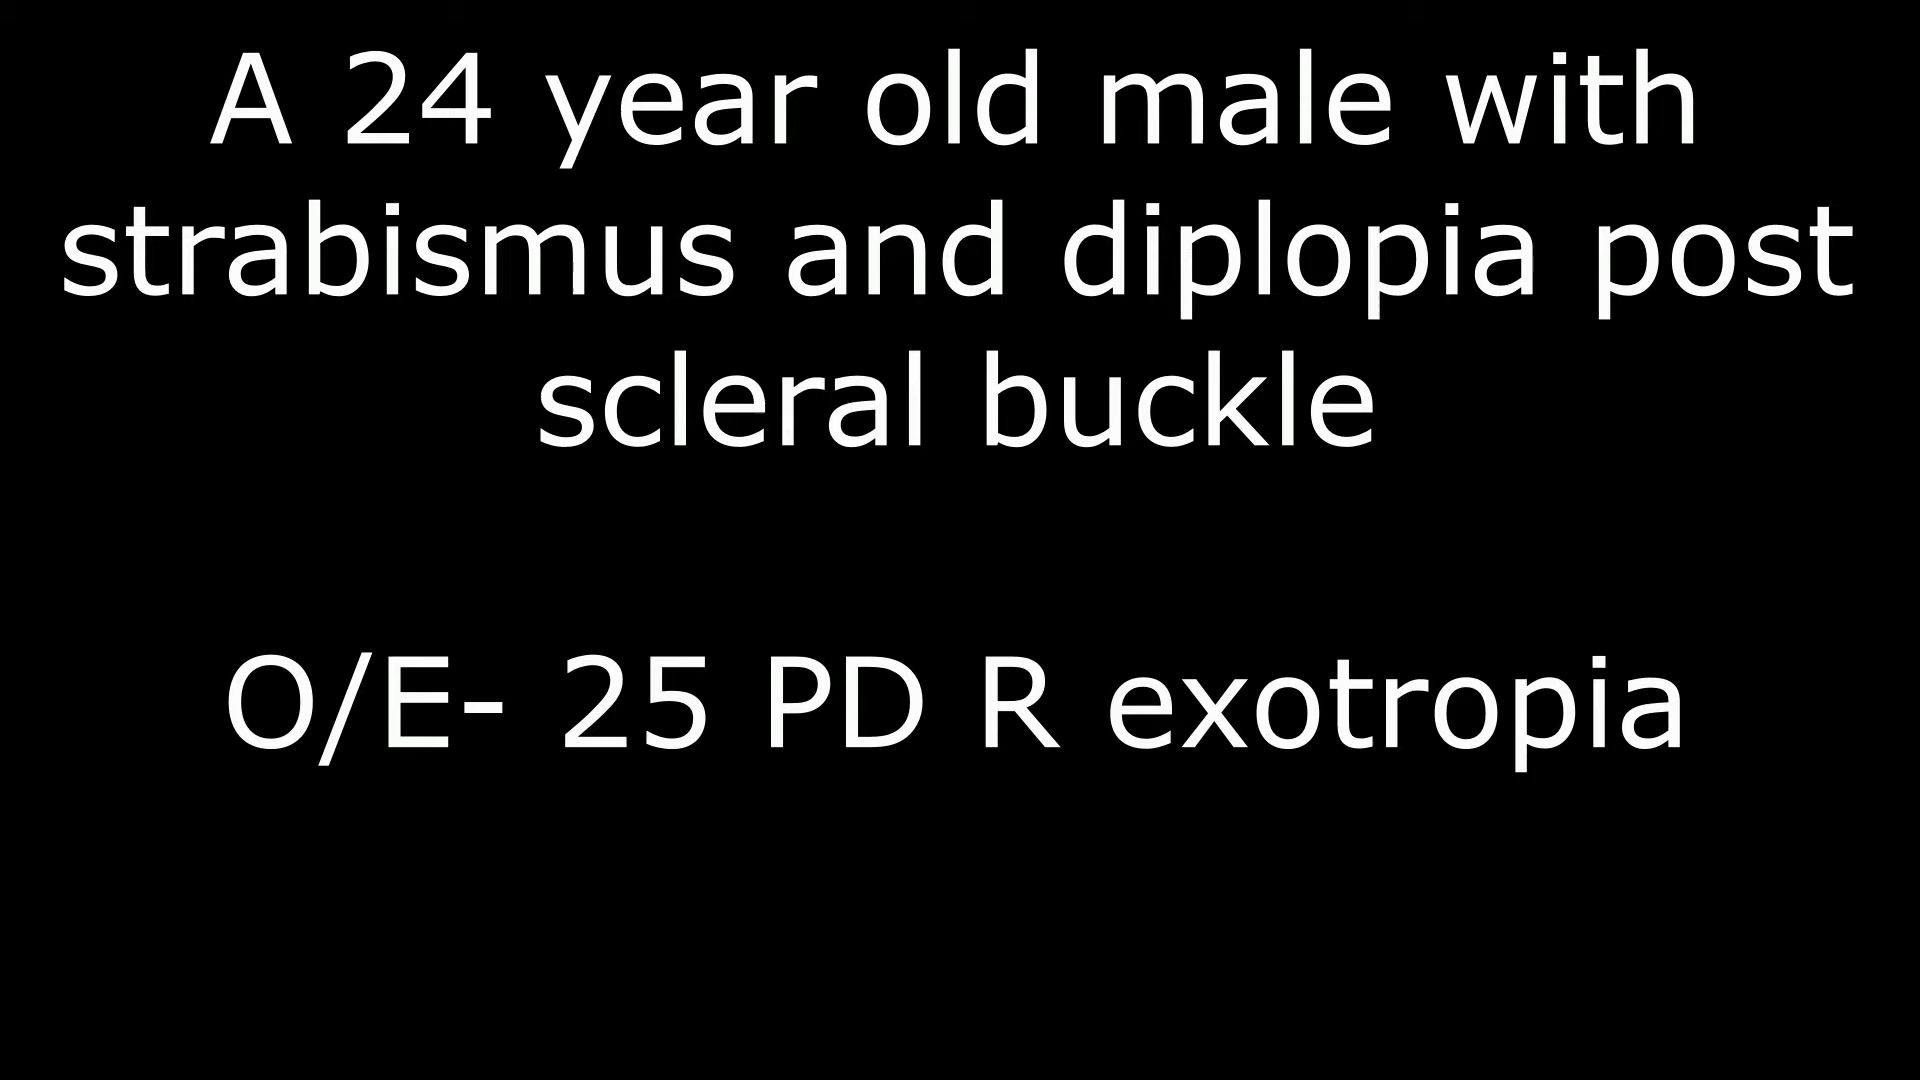 A 24 year old male with
strabismus and diplopia post
scleral buckle
O/E- 25 PD R exotropia